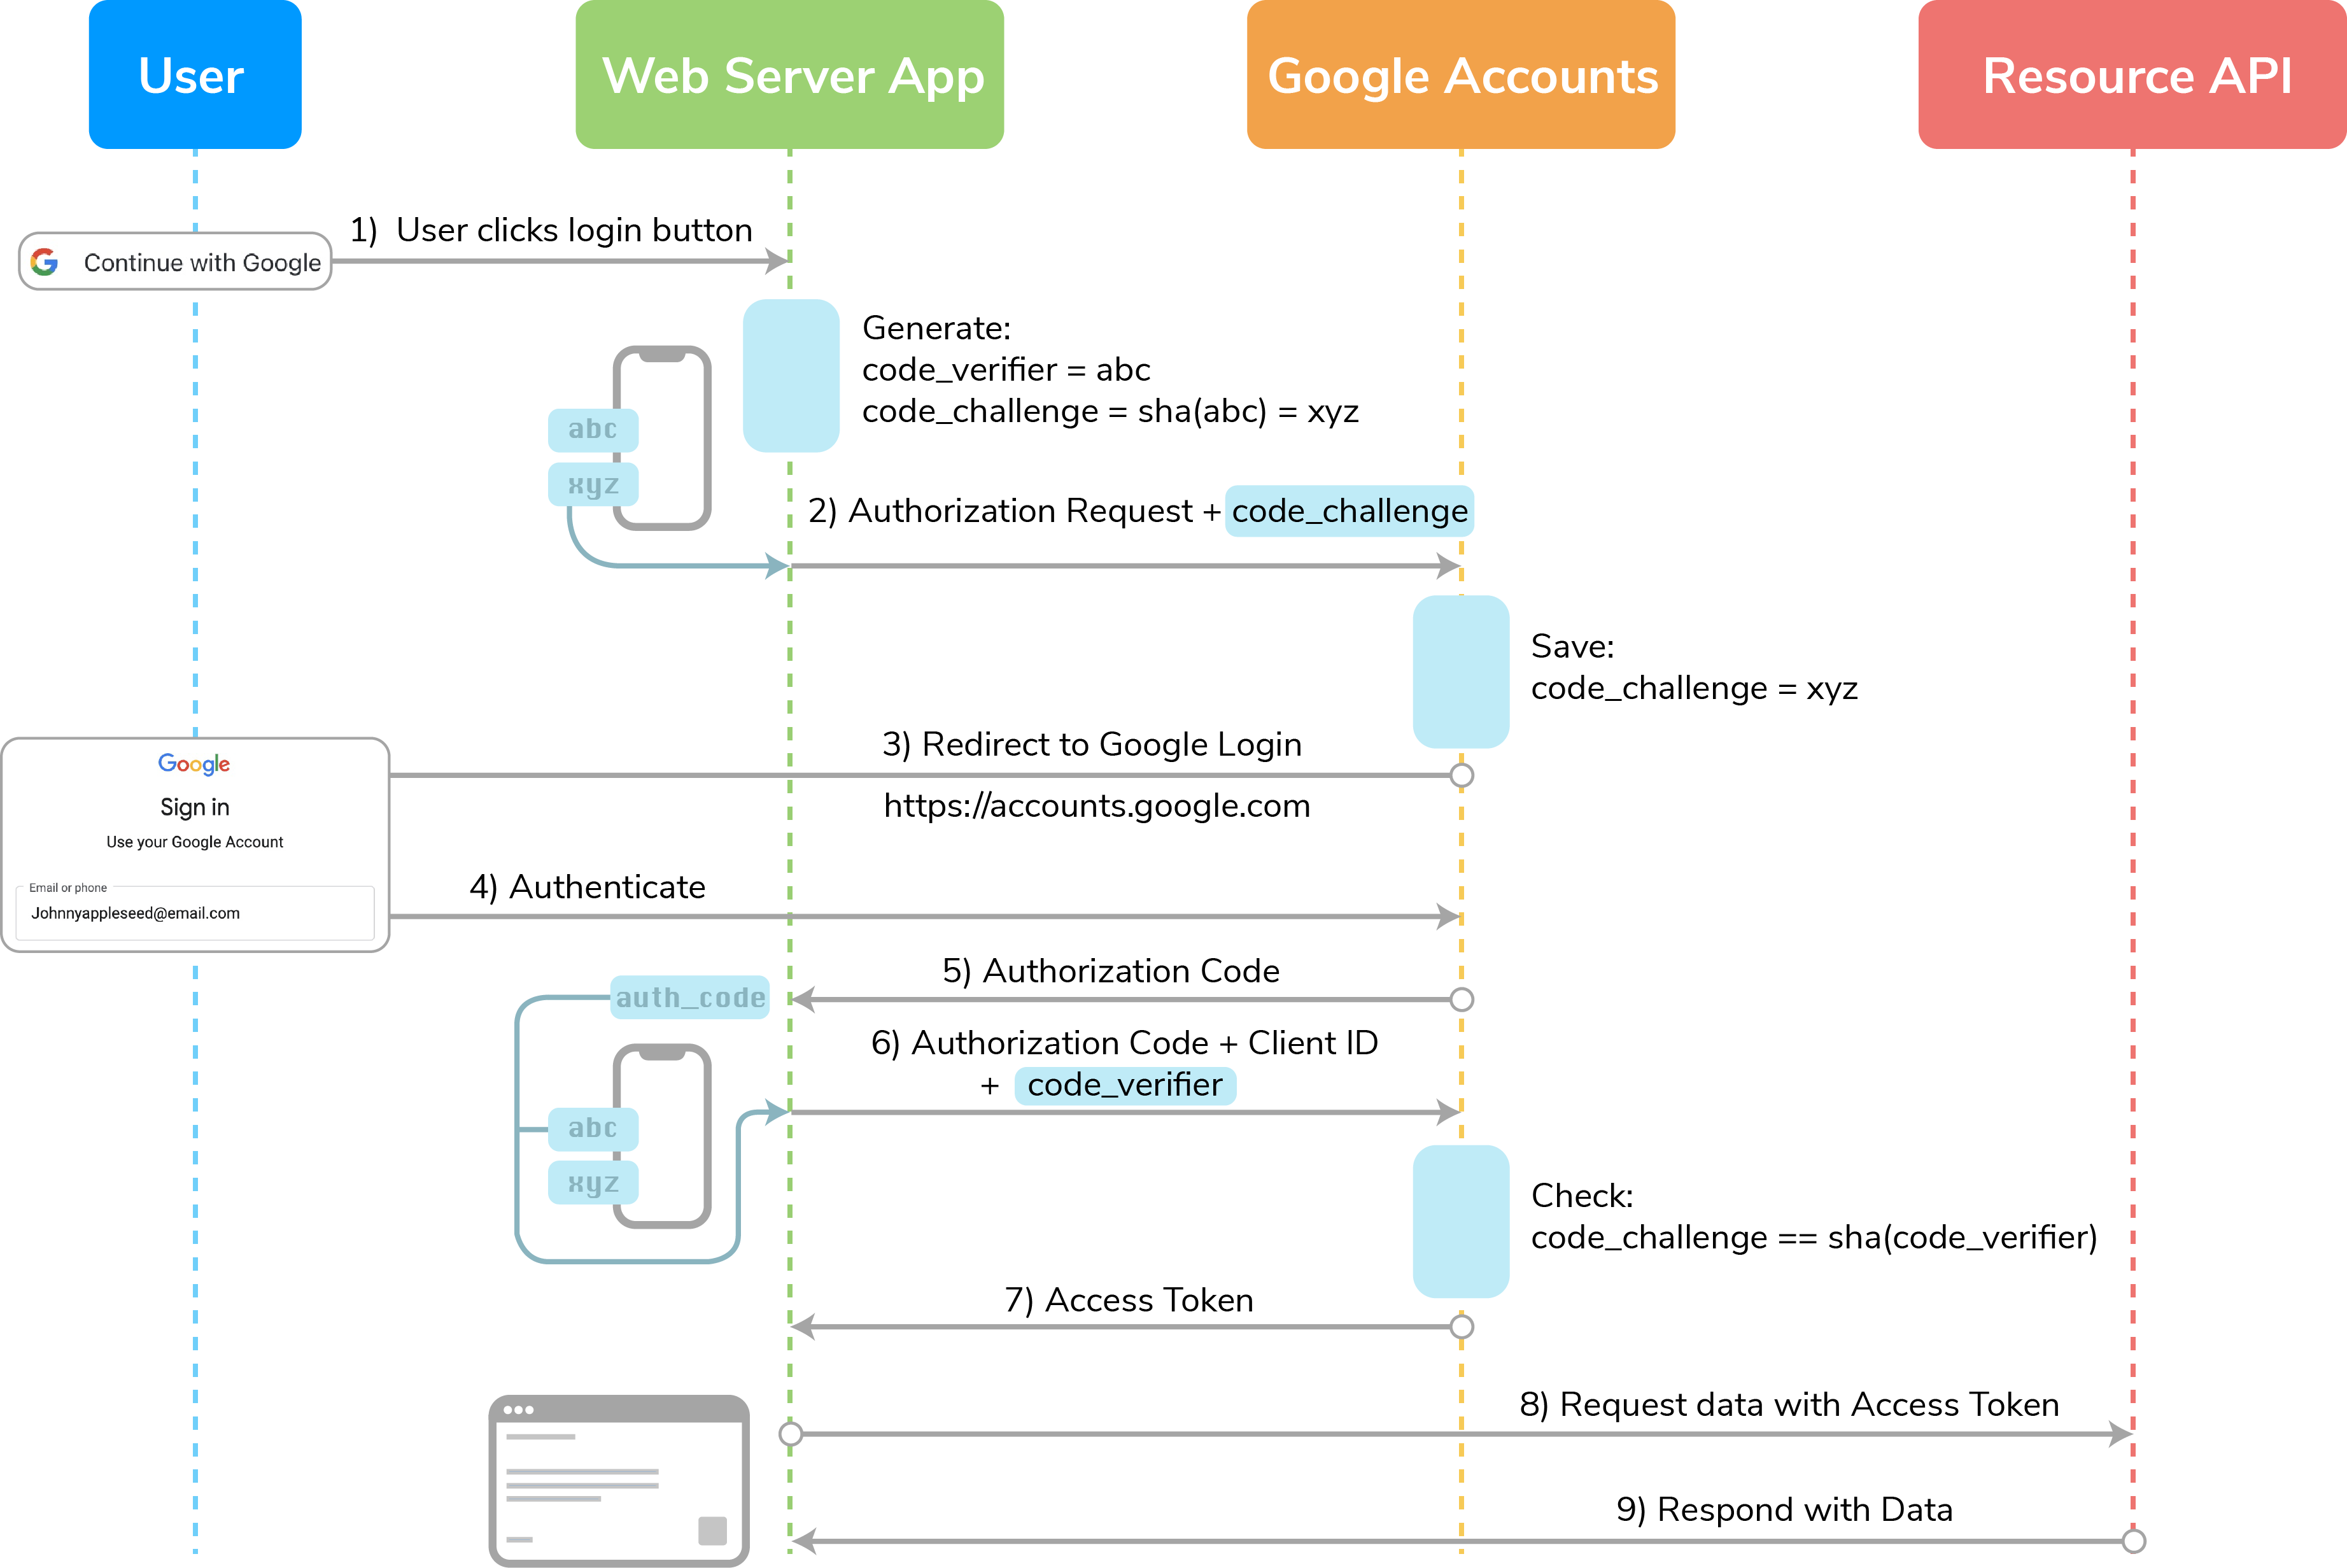 User
Web Server App
Google Accounts
Resource API
1) User clicks login button
G Continue with Google
Generate:
code_verifier = abc
code_challenge = sha(abc) = xyz
abc
xyz
2) Authorization Request + code_challenge
Save:
code_challenge = xyz
3) Redirect to Google Login
https://accounts.google.com
Google
Sign in
Use your Google Account
Email or phone
Johnnyappleseed@email.com
4) Authenticate
5) Authorization Code
auth_code
6) Authorization Code + Client ID
+ code_verifier
abc
xyz
Check:
code_challenge == sha(code_verifier)
7) Access Token
8) Request data with Access Token
9) Respond with Data